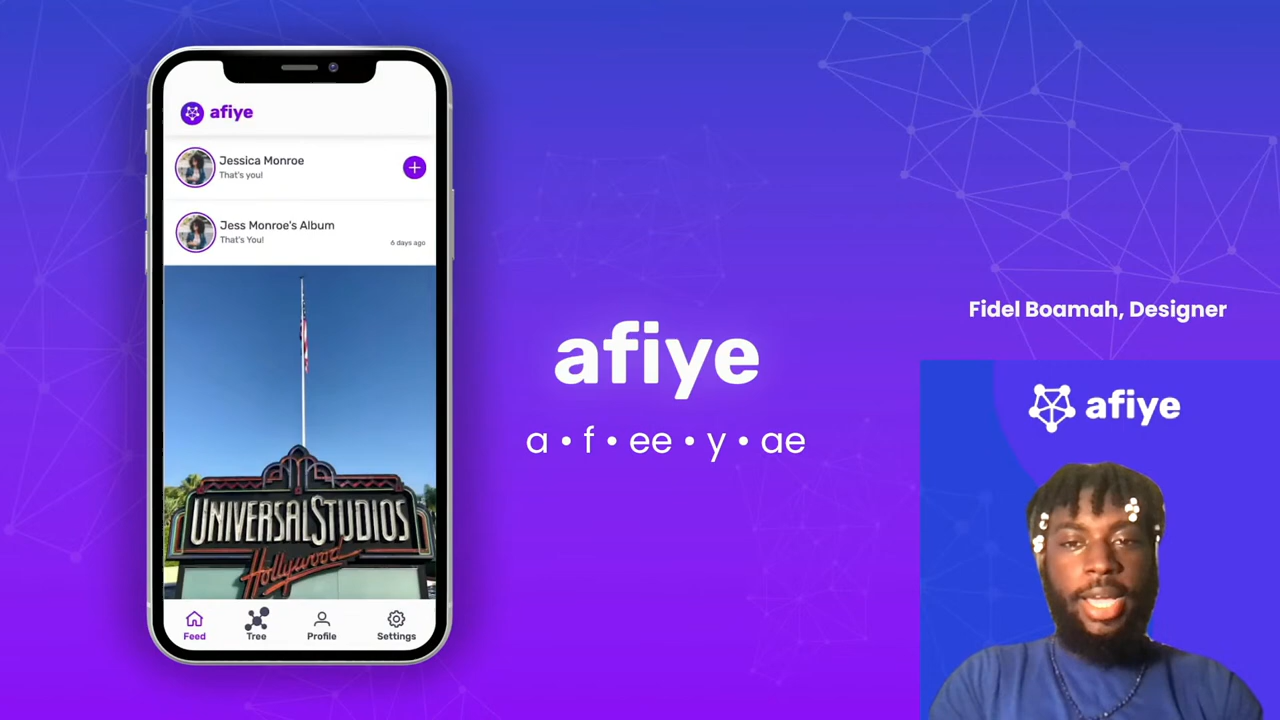 afiye
Jessica Monroe
That's you!
Jess Monroe's Album
That's You!
6 days ago
UNIVERSAL STUDIOS
Hollywood
Feed
Tree
Profile
Settings
afiye
a • f • ee • y • ae
Fidel Boamah, Designer
afiye